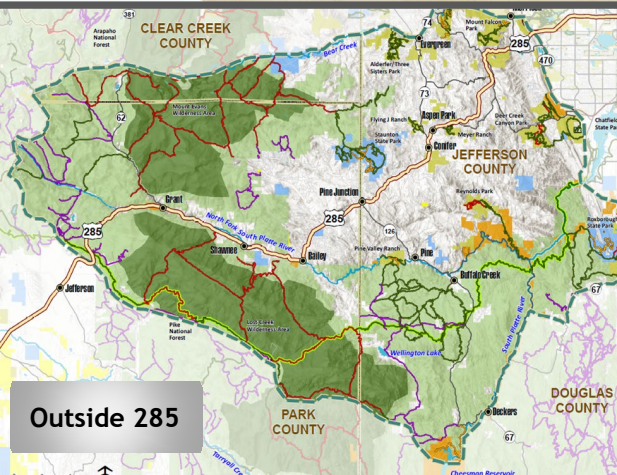 381
CLEAR CREEK
COUNTY
Arapaho
National
Forest
74
Mount Falcon
Park
Evergreen
285
470
Bear Creek
Alderfer/Three
Sisters Park
73
Mount Evans
Wilderness Area
62
Flying J Ranch
Aspen Park
Deer Creek
Canyon Park
Meyer Ranch
Chatfield
State Pa
Staunton
State Park
Conifer
JEFFERSON
COUNTY
Pine Junction
Reynolds Park
Grant
285
North Fork South Platte River
285
126
Roxborough
State Park
Shawnee
Bailey
Pine Valley Ranch
Pine
Buffalo Creek
Jefferson
67
Pike
National
Forest
Lost Creek
Wilderness Area
South Platte River
Wellington Lake
DOUGLAS
COUNTY
Outside 285
PARK
COUNTY
Deckers
67
Tarryall Cre
Cheesman Reservoir